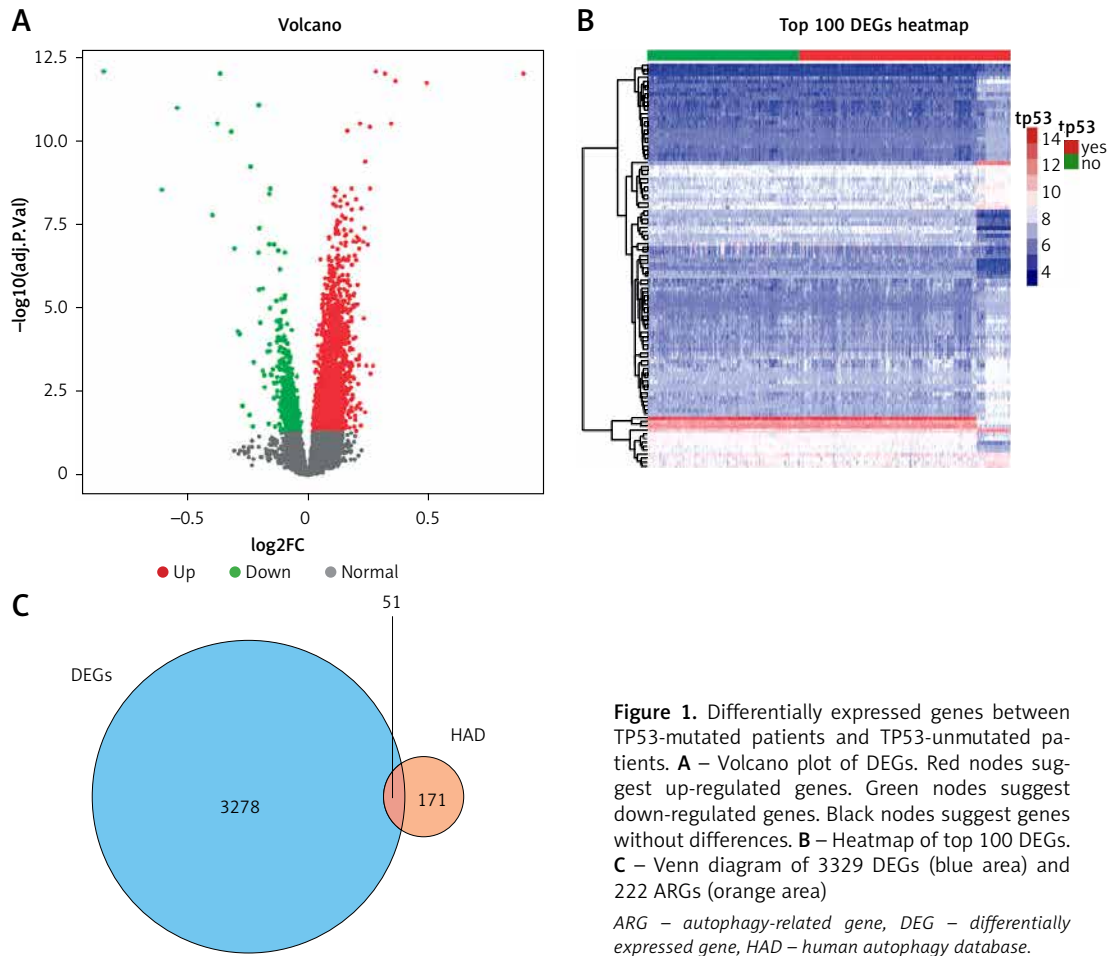 A
Volcano
12.5
10.0
7.5
5.0
2.5
0
−log10(adj.P.Val)
−0.5 0 0.5
log2FC
Up Down Normal
B
Top 100 DEGs heatmap
tp53
14
12
10
8
6
4
tp53
yes
no
C
51
DEGs
HAD
3278
171
Figure 1. Differentially expressed genes between
TP53-mutated patients and TP53-unmutated pa-
tients. A – Volcano plot of DEGs. Red nodes sug-
gest up-regulated genes. Green nodes suggest
down-regulated genes. Black nodes suggest genes
without differences. B – Heatmap of top 100 DEGs.
C – Venn diagram of 3329 DEGs (blue area) and
222 ARGs (orange area)
ARG – autophagy-related gene, DEG – differentially
expressed gene, HAD – human autophagy database.